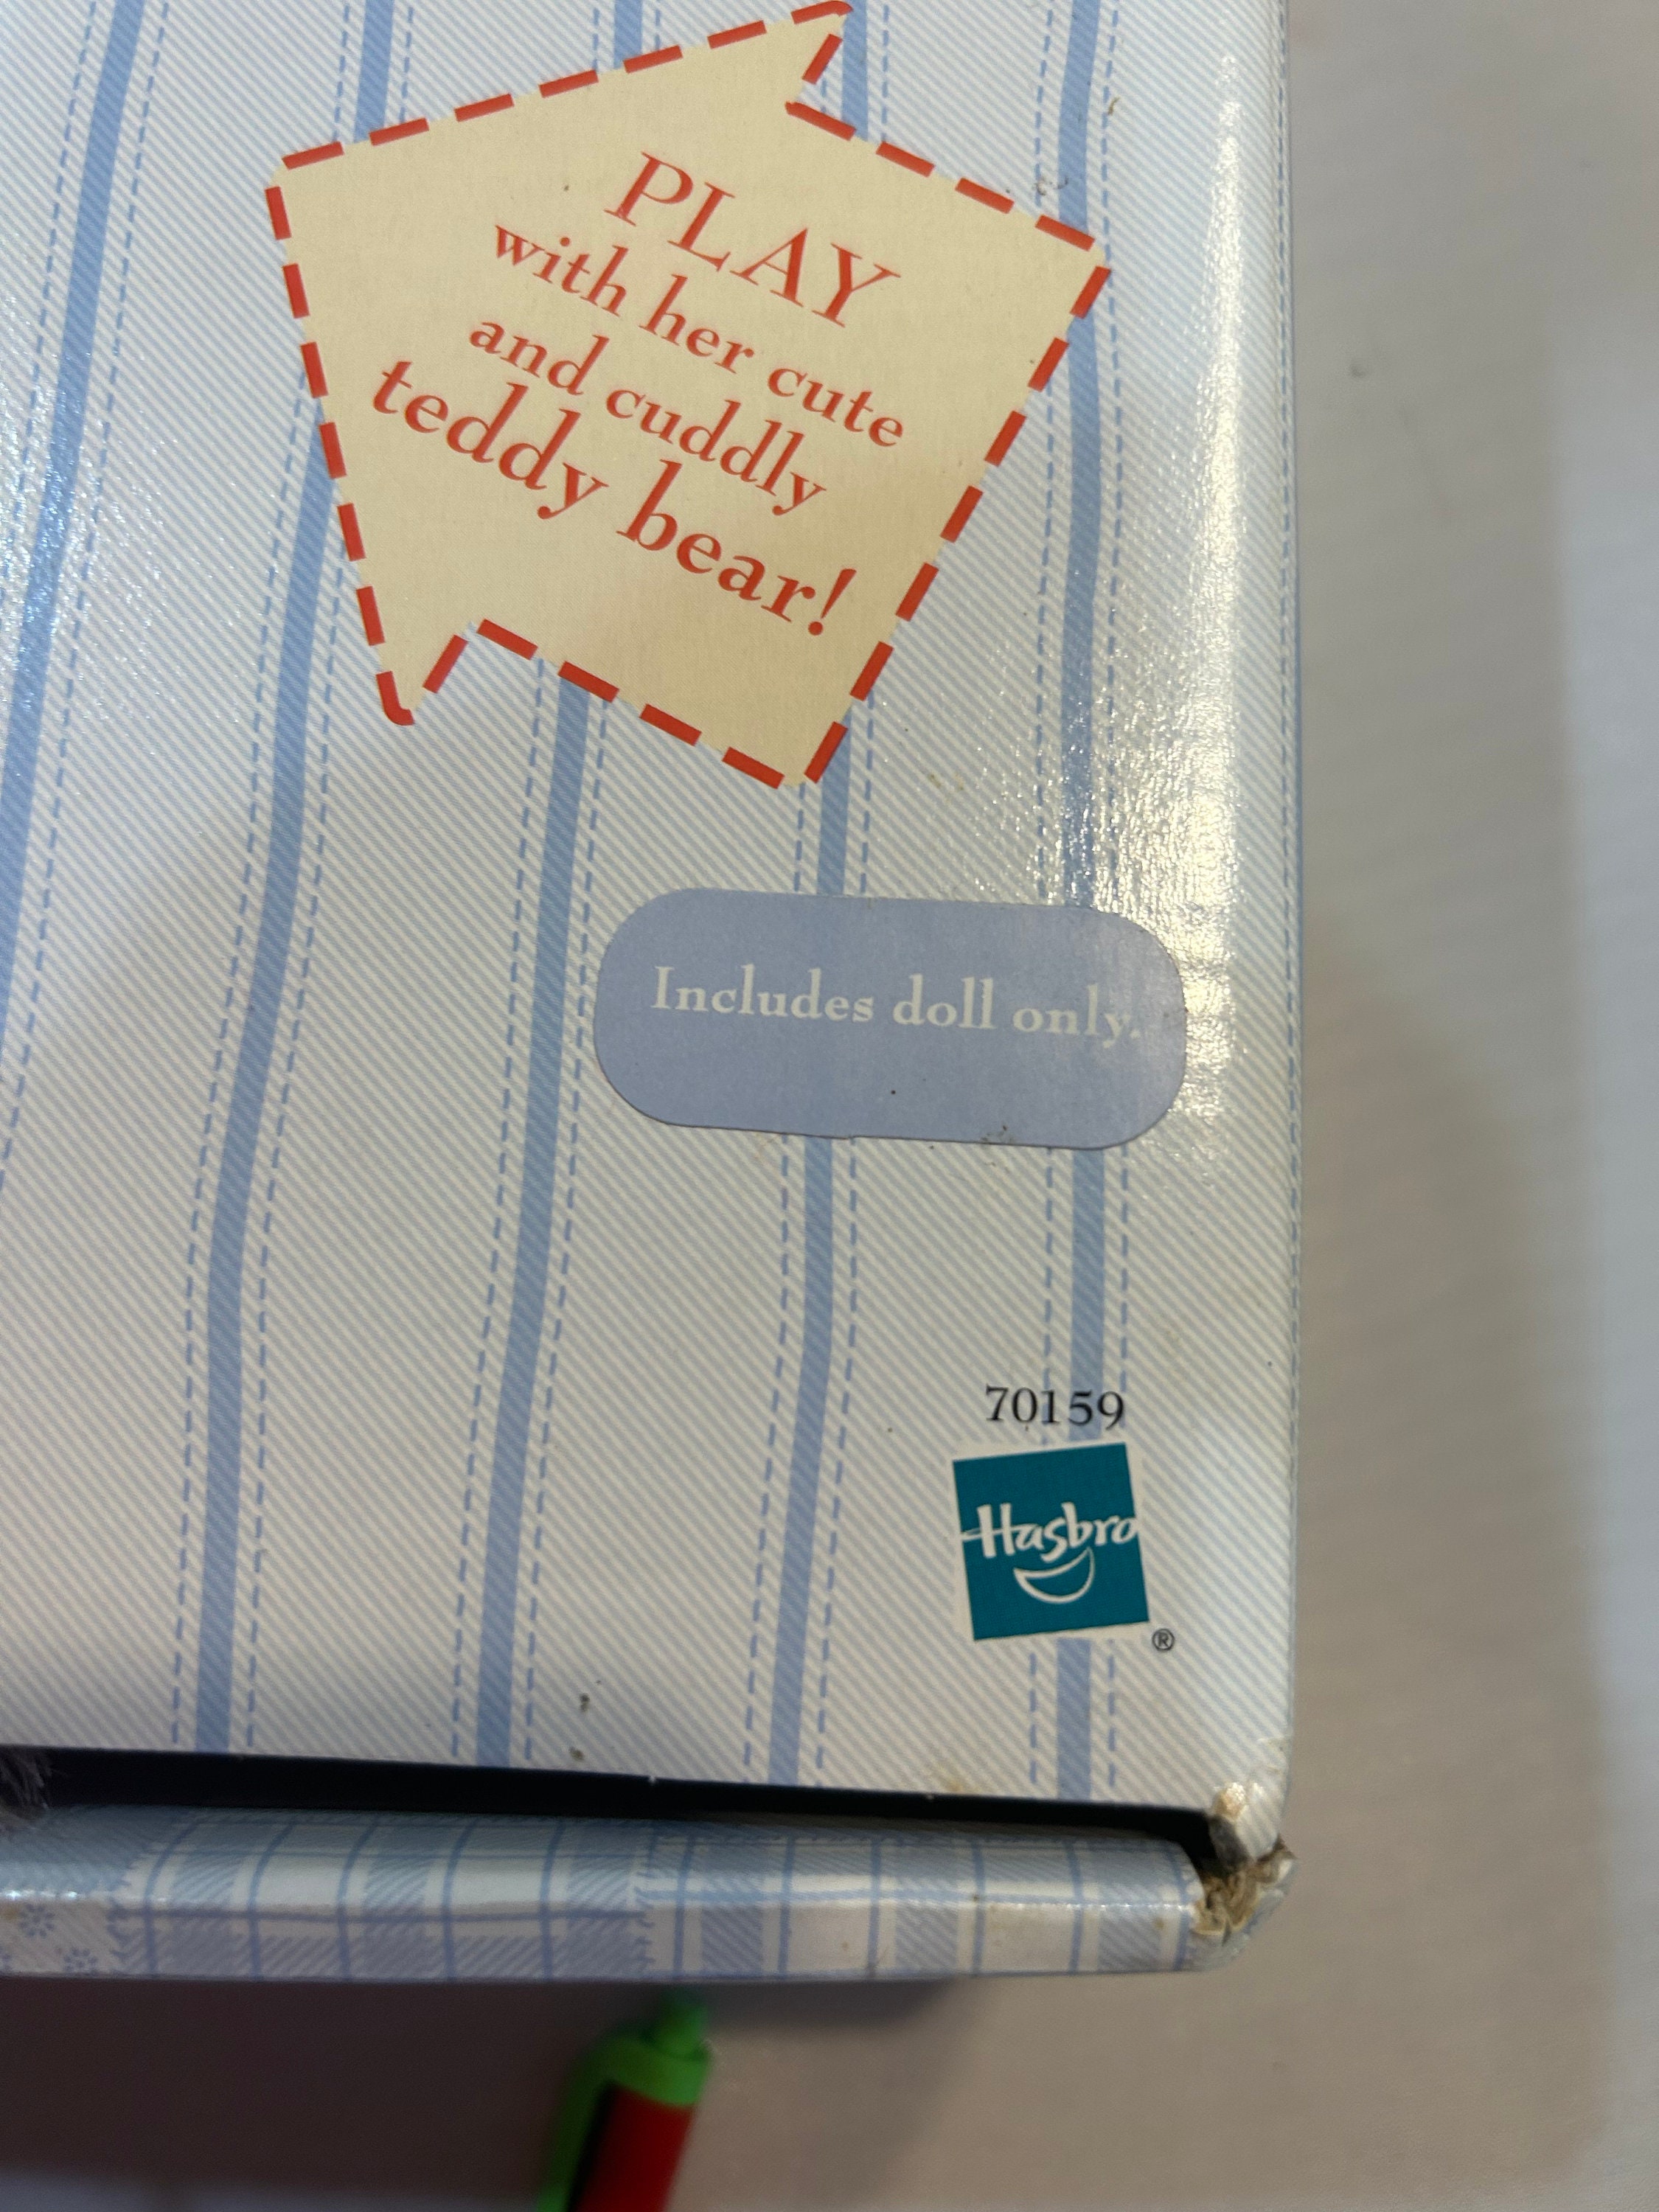 PLAY
with her cute
and cuddly
teddy bear!
Includes doll only.
70159
Hasbro
®